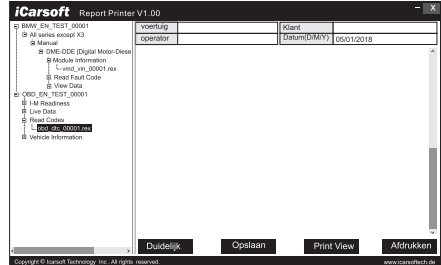 iCarsoft Report Printer V1.00
BMW_EN_TEST_00001
All series except X3
Manual
DME-DDE [Digital Motor-Diese
Module Information
vmd_vin_00001.rex
Read Fault Code
View Data
OBD_EN_TEST_00001
I-M Readiness
Live Data
Read Codes
obd_dtc_00001.rex
Vehicle Information
voertuig
Klant
operator
Datum(D/M/Y) 05/01/2018
Duidelijk Opslaan Print View Afdrukken
Copyright © Icarsoft Technology Inc . All rights reserved. www.icarsoftech.de